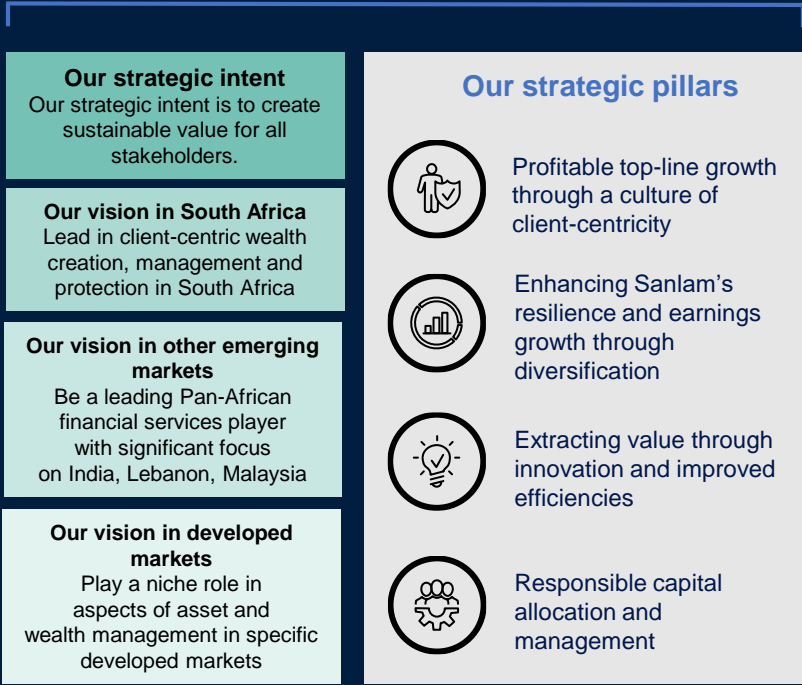 Our strategic intent
Our strategic intent is to create
sustainable value for all
stakeholders.
Our vision in South Africa
Lead in client-centric wealth
creation, management and
protection in South Africa
Our vision in other emerging
markets
Be a leading Pan-African
financial services player
with significant focus
on India, Lebanon, Malaysia
Our vision in developed
markets
Play a niche role in
aspects of asset and
wealth management in specific
developed markets
Our strategic pillars
Profitable top-line growth
through a culture of
client-centricity
Enhancing Sanlam’s
resilience and earnings
growth through
diversification
Extracting value through
innovation and improved
efficiencies
Responsible capital
allocation and
management